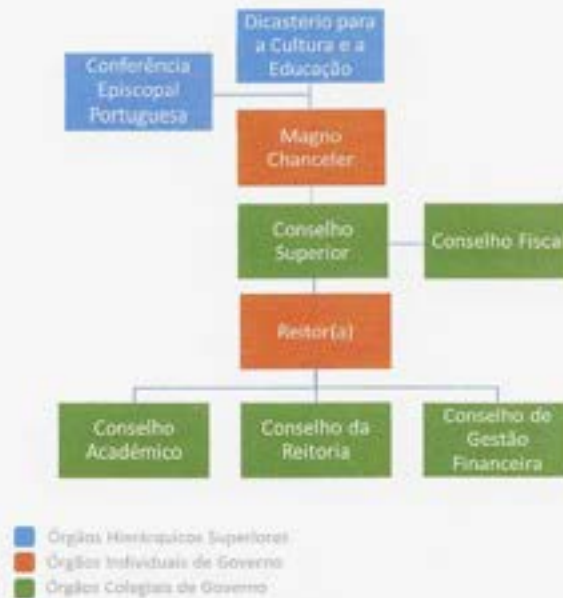 Dicastério para
a Cultura e a
Educação
Conferência
Episcopal
Portuguesa
Magno
Chanceler
Conselho
Superior
Conselho Fiscal
Reitor(a)
Conselho
Académico
Conselho da
Reitoria
Conselho de
Gestão
Financeira
Órgãos Hierárquicos Superiores
Órgãos Individuais de Governo
Órgãos Colegiais de Governo